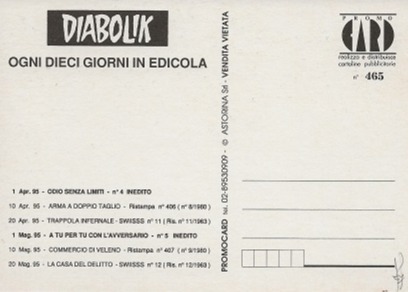 DIABOLIK
OGNI DIECI GIORNI IN EDICOLA
1 Apr. 95 - ODIO SENZA LIMITI - n° 4 INEDITO
10 Apr. 95 - ARMA A DOPPIO TAGLIO - Ristampa n° 406 ( n° 8/1980 )
20 Apr. 95 - TRAPPOLA INFERNALE - SWIISSS n° 11 ( Ris. n° 11/1963 )
1 Mag. 95 - A TU PER TU CON L'AVVERSARIO - n° 5 INEDITO
10 Mag. 95 - COMMERCIO DI VELENO - Ristampa n° 407 ( n° 9/1980 )
20 Mag. 95 - LA CASA DEL DELITTO - SWIISSS n° 12 ( Ris. n° 12/1963 )
PROMOCARD tel. 02-89530909 - © ASTORINA Srl - VENDITA VIETATA
PROMO
CARD
realizza e distribuisce
cartoline pubblicitarie
n° 465